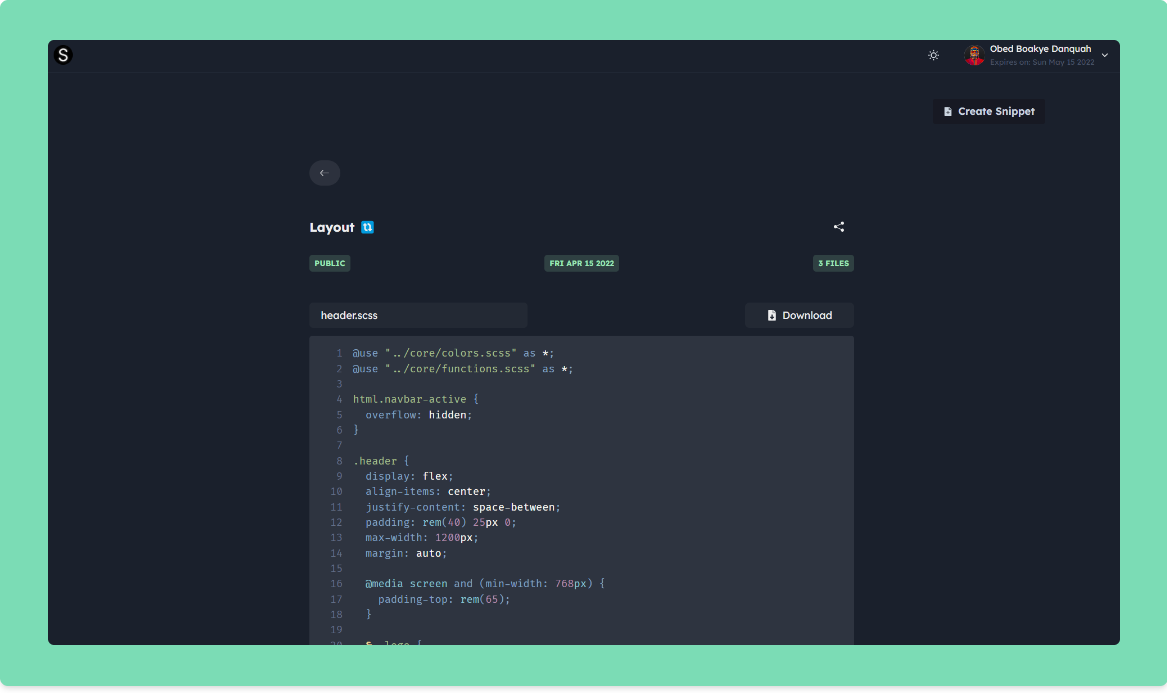 S
Obed Boakye Danquah
Expires on: Sun May 15 2022
Create Snippet
Layout
PUBLIC
FRI APR 15 2022
3 FILES
header.scss
Download
1 @use "../core/colors.scss" as *;
2 @use "../core/functions.scss" as *;
3
4 html.navbar-active {
5   overflow: hidden;
6 }
7
8 .header {
9   display: flex;
10   align-items: center;
11   justify-content: space-between;
12   padding: rem(40) 25px 0;
13   max-width: 1200px;
14   margin: auto;
15
16   @media screen and (min-width: 768px) {
17     padding-top: rem(65);
18   }
19
20   &__logo {